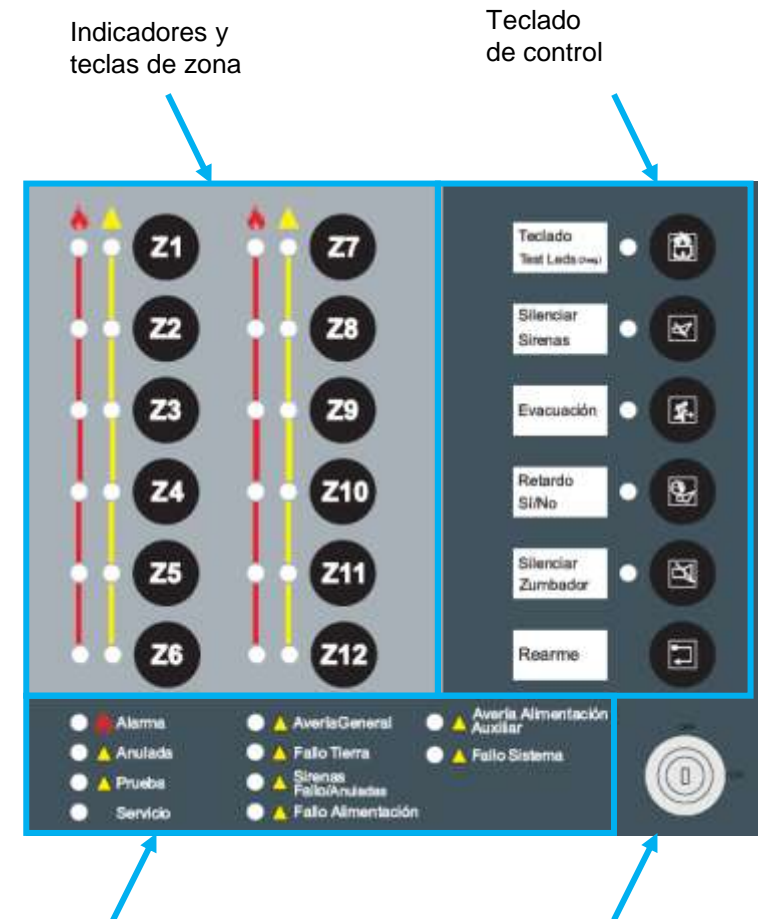 Indicadores y
teclas de zona
Teclado
de control
Z1
Z7
Z2
Z8
Z3
Z9
Z4
Z10
Z5
Z11
Z6
Z12
Teclado
Test Leds
Silenciar
Sirenas
Evacuación
Retardo
Sí/No
Silenciar
Zumbador
Rearme
Alarma
Anulada
Prueba
Servicio
AveríaGeneral
Fallo Tierra
Sirenas
Fallo/Anuladas
Fallo Alimentación
Avería Alimentación
Auxiliar
Fallo Sistema